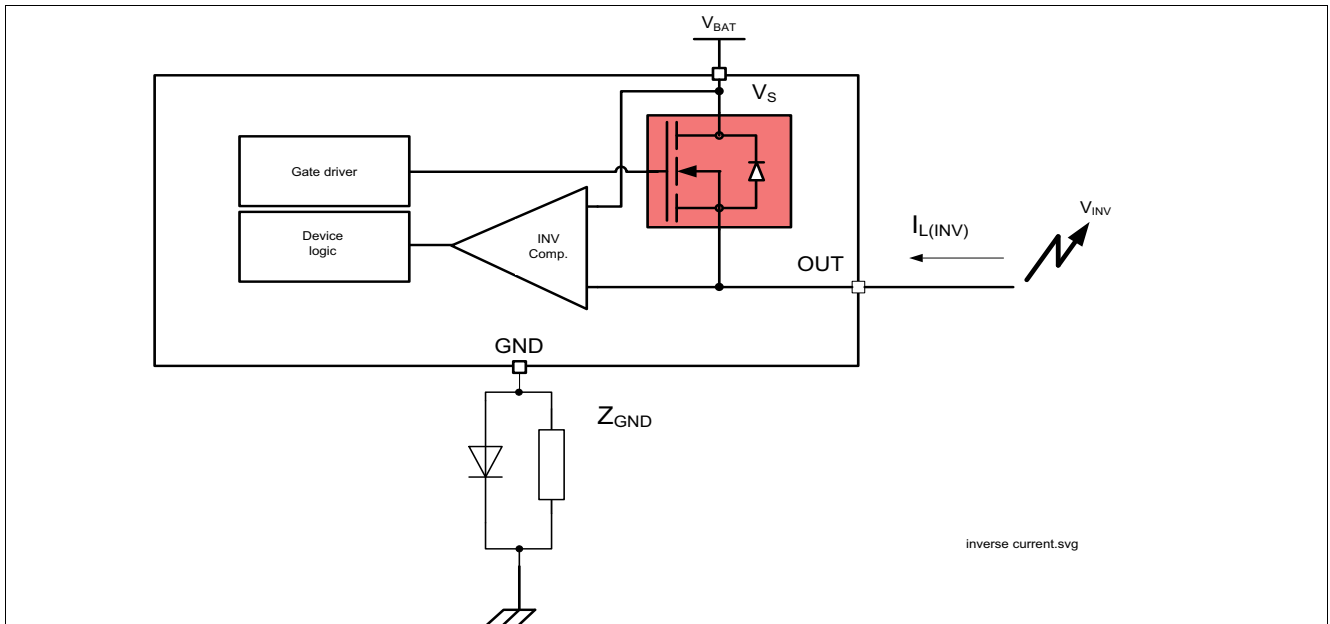 VBAT
VS
Gate driver
Device
logic
INV
Comp.
IL(INV)
VINV
OUT
GND
ZGND
inverse current.svg